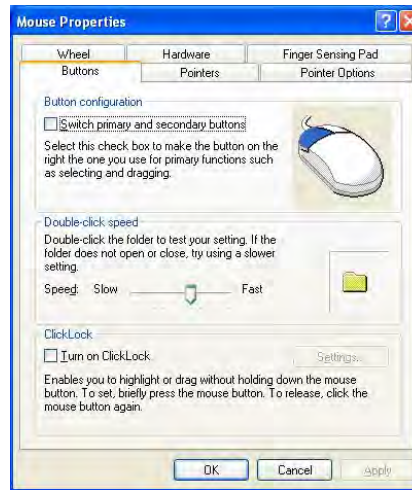 Mouse Properties
Wheel Hardware Finger Sensing Pad
Buttons Pointers Pointer Options
Button configuration
Switch primary and secondary buttons
Select this check box to make the button on the
right the one you use for primary functions such
as selecting and dragging.
Double-click speed
Double-click the folder to test your setting. If the
folder does not open or close, try using a slower
setting.
Speed: Slow Fast
ClickLock
Turn on ClickLock Settings...
Enables you to highlight or drag without holding down the mouse
button. To set, briefly press the mouse button. To release, click the
mouse button again.
OK Cancel Apply